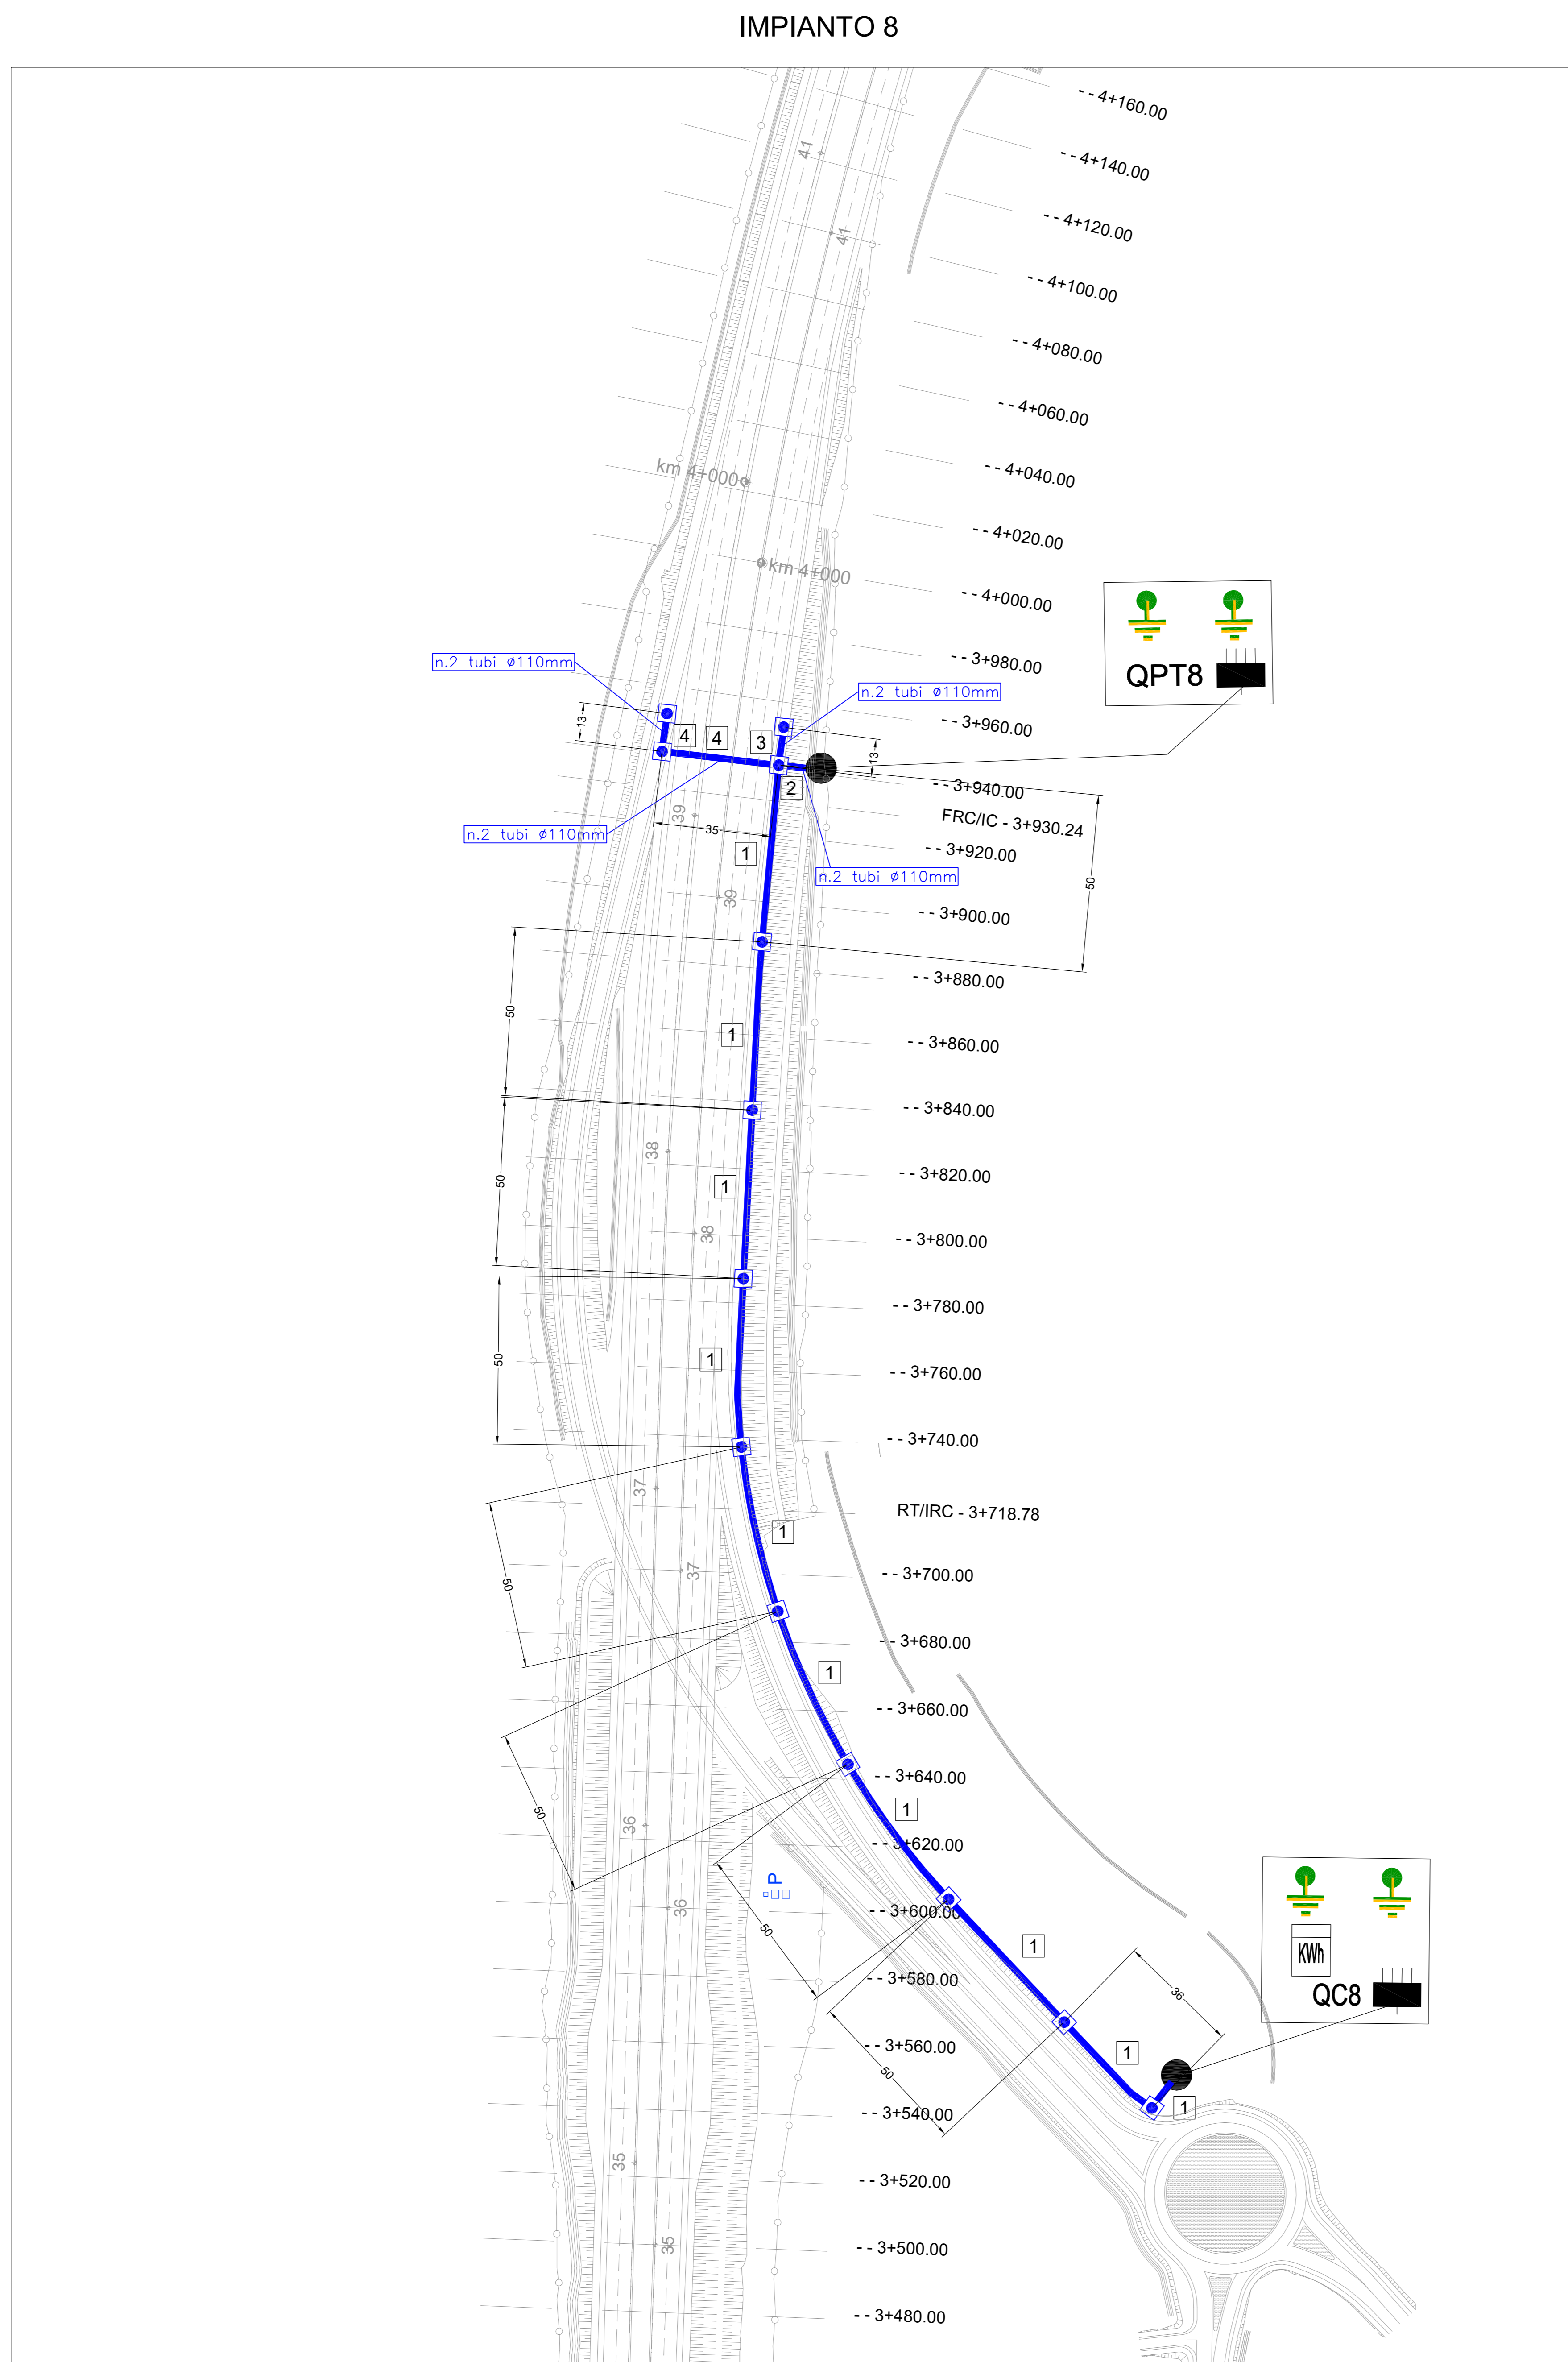 IMPIANTO 8
- - 4+160.00
41
- - 4+140.00
- - 4+120.00
41
- - 4+100.00
- - 4+080.00
- - 4+060.00
km 4+000
- - 4+040.00
- - 4+020.00
km 4+000
- - 4+000.00
n.2 tubi ø110mm
- - 3+980.00
QPT8
n.2 tubi ø110mm
13
4
4
3
- - 3+960.00
13
2
- - 3+940.00
39
FRC/IC - 3+930.24
n.2 tubi ø110mm
35
1
- - 3+920.00
n.2 tubi ø110mm
50
39
- - 3+900.00
- - 3+880.00
50
1
- - 3+860.00
- - 3+840.00
38
50
1
- - 3+820.00
38
- - 3+800.00
- - 3+780.00
50
1
- - 3+760.00
- - 3+740.00
37
RT/IRC - 3+718.78
1
37
50
- - 3+700.00
- - 3+680.00
1
- - 3+660.00
- - 3+640.00
50
1
36
- - 3+620.00
P
36
- - 3+600.00
50
1
KWh
- - 3+580.00
QC8
36
- - 3+560.00
1
50
1
- - 3+540.00
35
- - 3+520.00
35
- - 3+500.00
- - 3+480.00